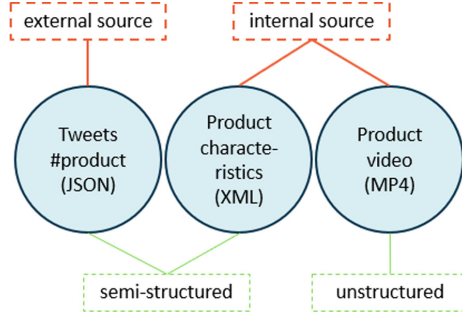 external source
internal source
Tweets
#product
(JSON)
Product
characte-
ristics
(XML)
Product
video
(MP4)
semi-structured
unstructured